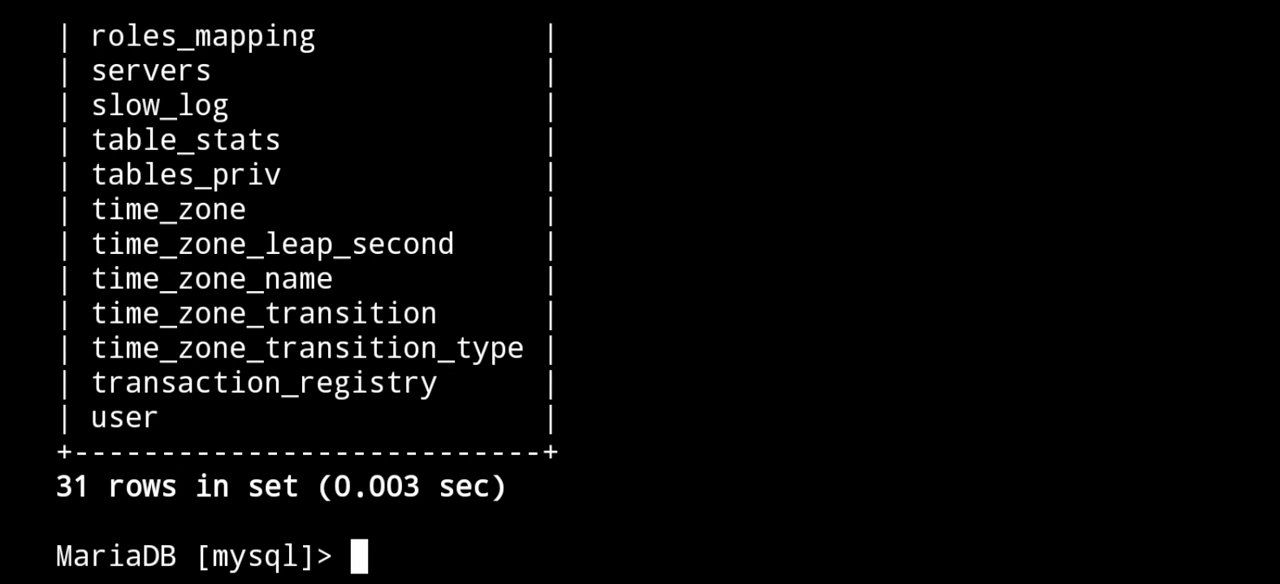 | roles_mapping             |
| servers                   |
| slow_log                  |
| table_stats               |
| tables_priv               |
| time_zone                 |
| time_zone_leap_second     |
| time_zone_name            |
| time_zone_transition      |
| time_zone_transition_type |
| transaction_registry      |
| user                      |
+---------------------------+
31 rows in set (0.003 sec)
MariaDB [mysql]>